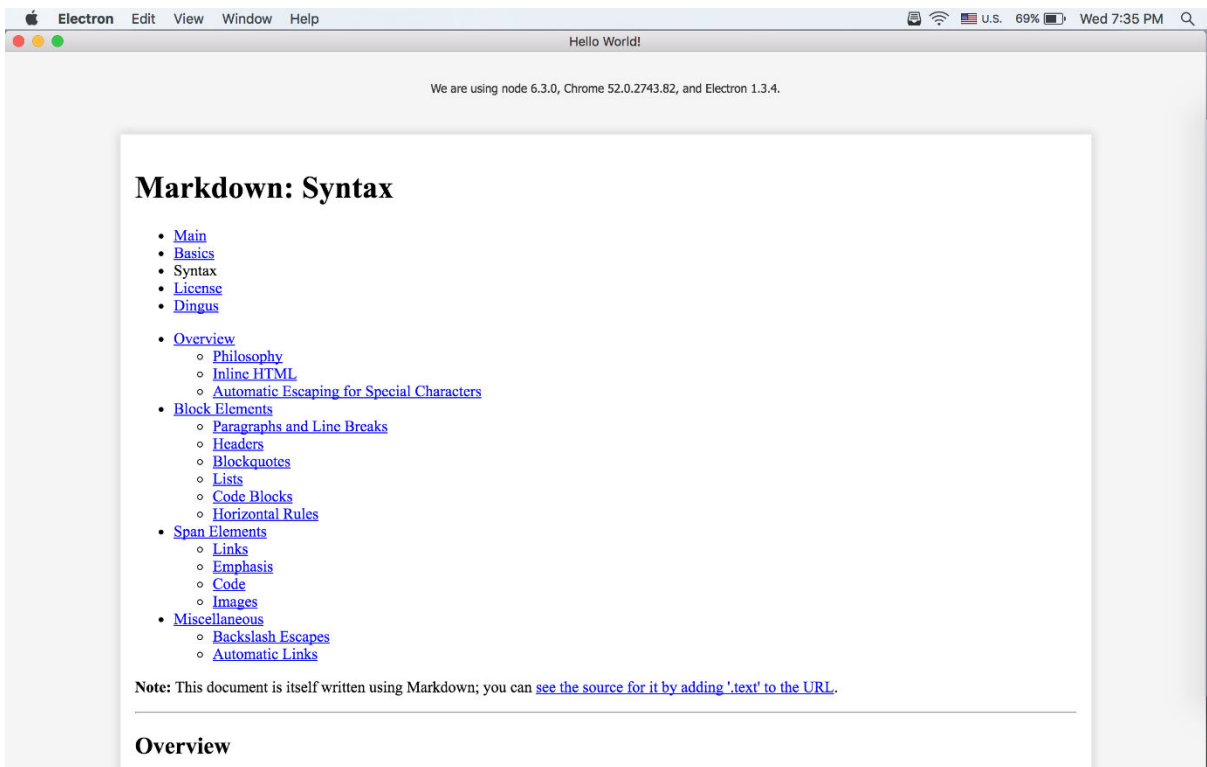 Electron Edit View Window Help U.S. 69% Wed 7:35 PM
Hello World!
We are using node 6.3.0, Chrome 52.0.2743.82, and Electron 1.3.4.
Markdown: Syntax
Main
Basics
Syntax
License
Dingus
Overview
Philosophy
Inline HTML
Automatic Escaping for Special Characters
Block Elements
Paragraphs and Line Breaks
Headers
Blockquotes
Lists
Code Blocks
Horizontal Rules
Span Elements
Links
Emphasis
Code
Images
Miscellaneous
Backslash Escapes
Automatic Links
Note: This document is itself written using Markdown; you can see the source for it by adding '.text' to the URL.
Overview